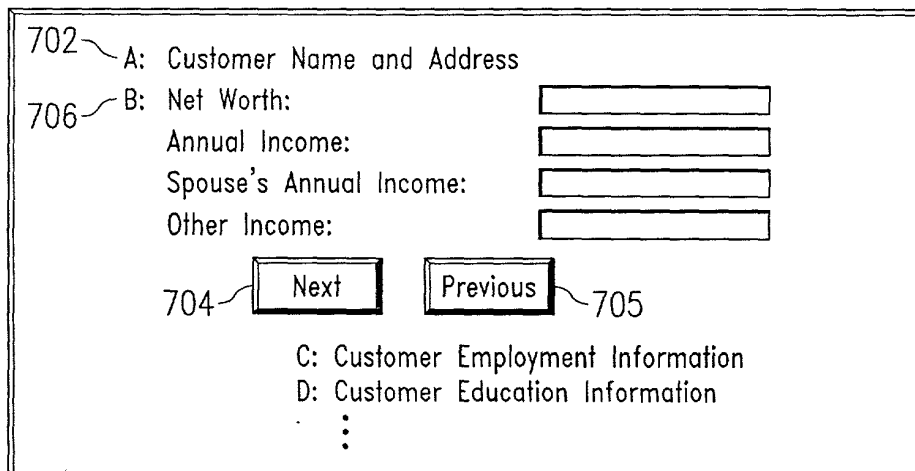 702 A: Customer Name and Address
706 B: Net Worth:
Annual Income:
Spouse's Annual Income:
Other Income:
704 Next Previous 705
C: Customer Employment Information
D: Customer Education Information